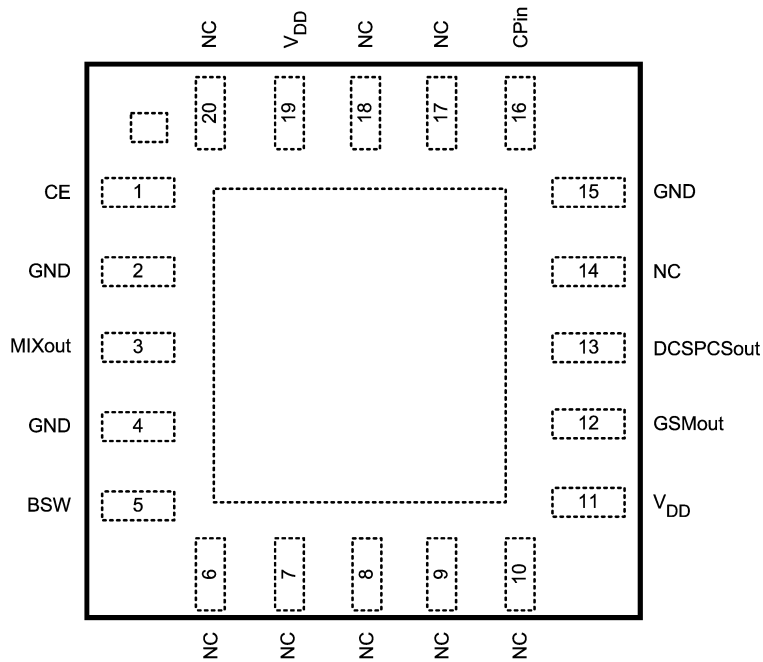 NC VDD NC NC CPin
20 19 18 17 16
CE 1 15 GND
GND 2 14 NC
MIXout 3 13 DCSPCSout
GND 4 12 GSMout
BSW 5 11 VDD
6 7 8 9 10
NC NC NC NC NC